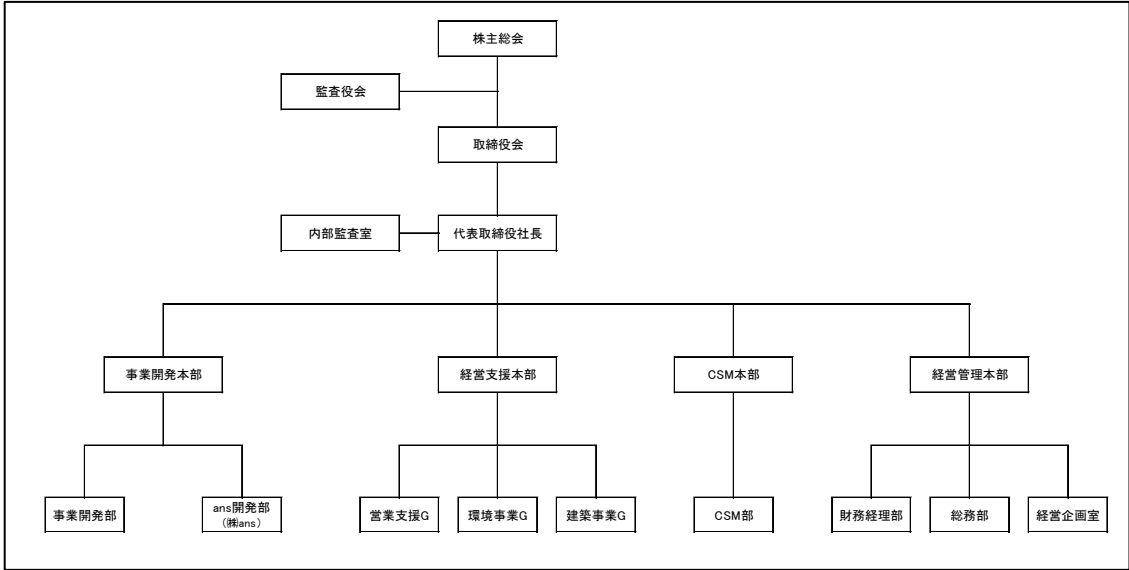 株主総会
監査役会
取締役会
内部監査室
代表取締役社長
事業開発本部
経営支援本部
CSM本部
経営管理本部
事業開発部
ans開発部
(㈱ans)
営業支援G
環境事業G
建築事業G
CSM部
財務経理部
総務部
経営企画室